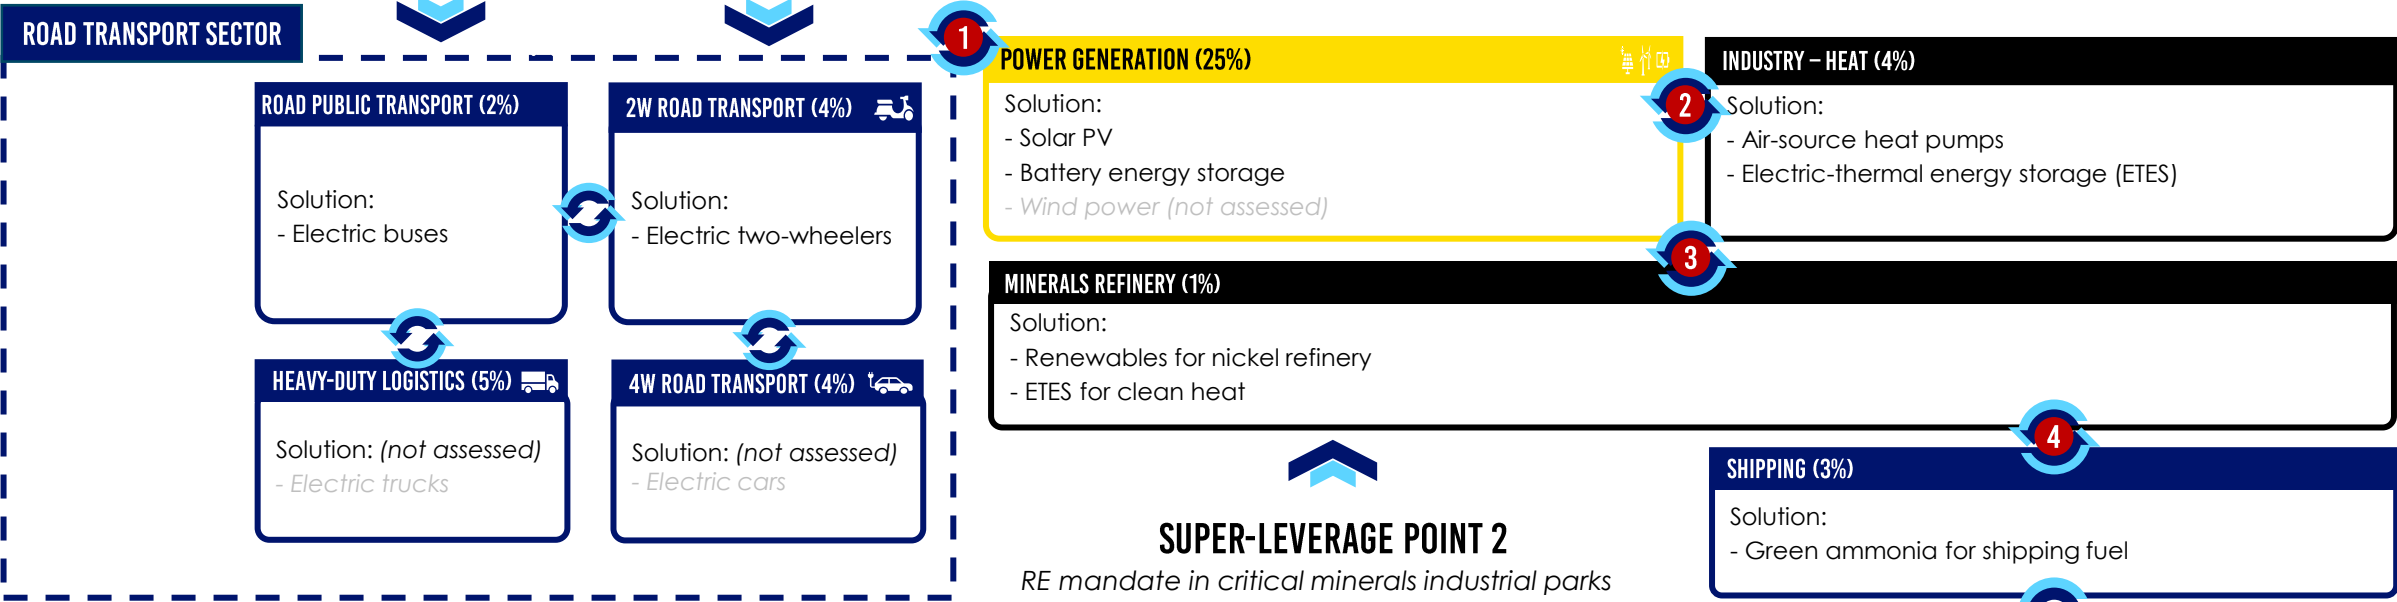 ROAD TRANSPORT SECTOR
ROAD PUBLIC TRANSPORT (2%)
Solution:
- Electric buses
2W ROAD TRANSPORT (4%)
Solution:
- Electric two-wheelers
HEAVY-DUTY LOGISTICS (5%)
Solution: (not assessed)
- Electric trucks
4W ROAD TRANSPORT (4%)
Solution: (not assessed)
- Electric cars
1
POWER GENERATION (25%)
Solution:
- Solar PV
- Battery energy storage
- Wind power (not assessed)
2
INDUSTRY – HEAT (4%)
Solution:
- Air-source heat pumps
- Electric-thermal energy storage (ETES)
3
MINERALS REFINERY (1%)
Solution:
- Renewables for nickel refinery
- ETES for clean heat
4
SHIPPING (3%)
Solution:
- Green ammonia for shipping fuel
SUPER-LEVERAGE POINT 2
RE mandate in critical minerals industrial parks